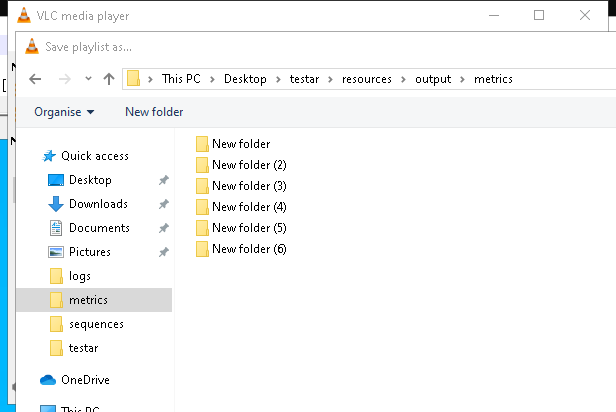 VLC media player
Save playlist as...
This PC > Desktop > testar > resources > output > metrics
Organise New folder
Quick access
Desktop
Downloads
Documents
Pictures
logs
metrics
sequences
testar
OneDrive
This PC
New folder
New folder (2)
New folder (3)
New folder (4)
New folder (5)
New folder (6)